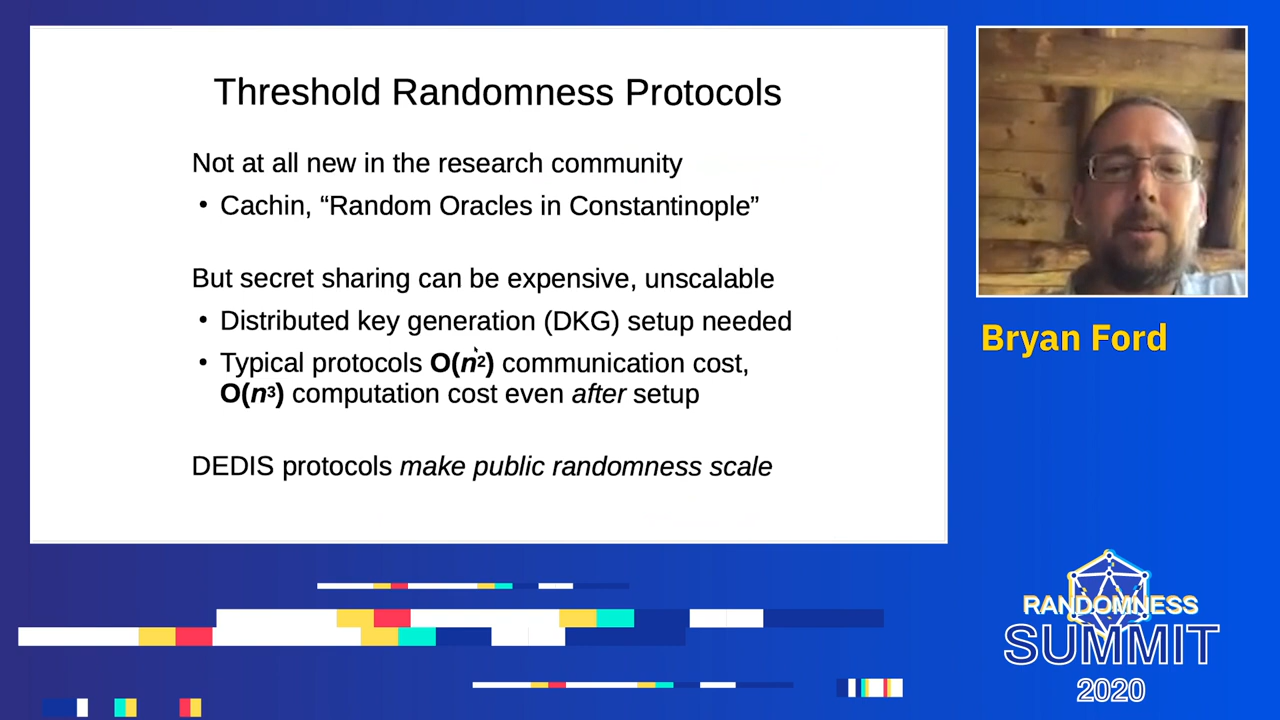 Threshold Randomness Protocols
Not at all new in the research community
• Cachin, “Random Oracles in Constantinople”
But secret sharing can be expensive, unscalable
• Distributed key generation (DKG) setup needed
• Typical protocols O(n²) communication cost,
O(n³) computation cost even after setup
DEDIS protocols make public randomness scale
Bryan Ford
RANDOMNESS
SUMMIT
2020